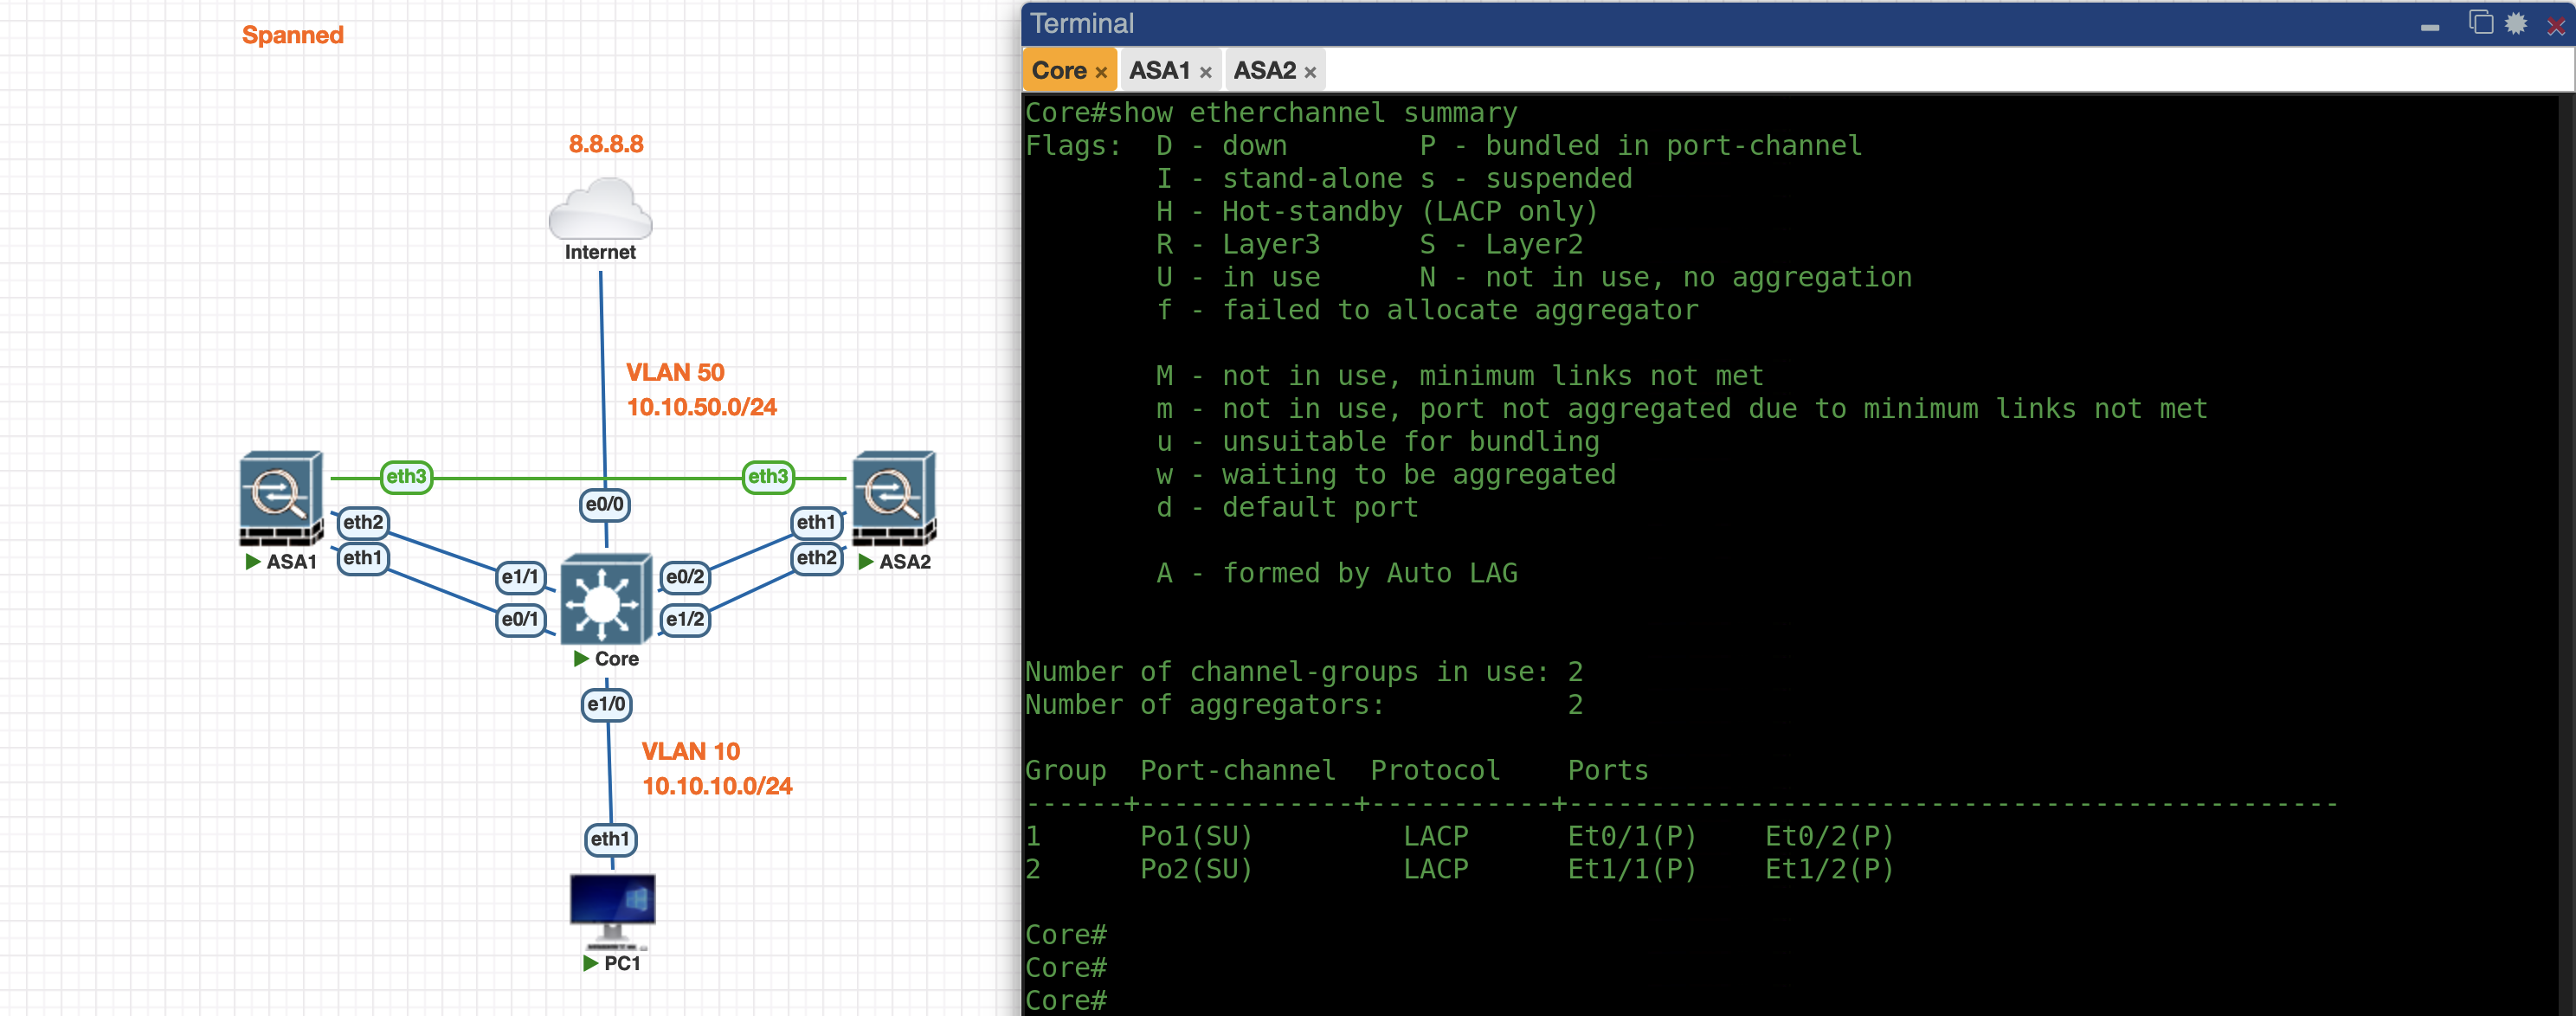 Spanned
8.8.8.8
Internet
VLAN 50
10.10.50.0/24
eth3
eth3
e0/0
eth2
eth1
eth1
eth2
ASA1
ASA2
e1/1
e0/2
e0/1
e1/2
Core
e1/0
VLAN 10
10.10.10.0/24
eth1
PC1
Terminal
Core × ASA1 × ASA2 ×
Core#show etherchannel summary
Flags:  D - down        P - bundled in port-channel
        I - stand-alone s - suspended
        H - Hot-standby (LACP only)
        R - Layer3      S - Layer2
        U - in use      N - not in use, no aggregation
        f - failed to allocate aggregator
        M - not in use, minimum links not met
        m - not in use, port not aggregated due to minimum links not met
        u - unsuitable for bundling
        w - waiting to be aggregated
        d - default port
        A - formed by Auto LAG
Number of channel-groups in use: 2
Number of aggregators:           2
Group  Port-channel  Protocol    Ports
------+-------------+-----------+-----------------------------------------------
1      Po1(SU)         LACP      Et0/1(P)    Et0/2(P)
2      Po2(SU)         LACP      Et1/1(P)    Et1/2(P)
Core#
Core#
Core#